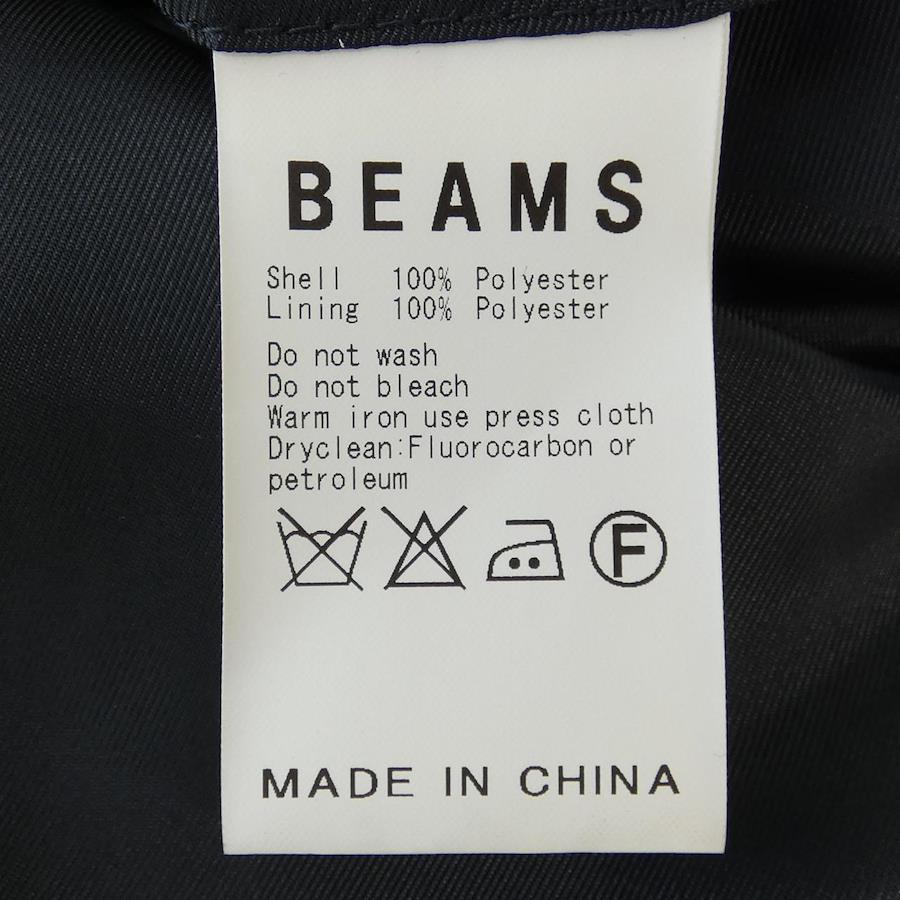 BEAMS
Shell 100% Polyester
Lining 100% Polyester
Do not wash
Do not bleach
Warm iron use press cloth
Dryclean:Fluorocarbon or
petroleum
F
MADE IN CHINA